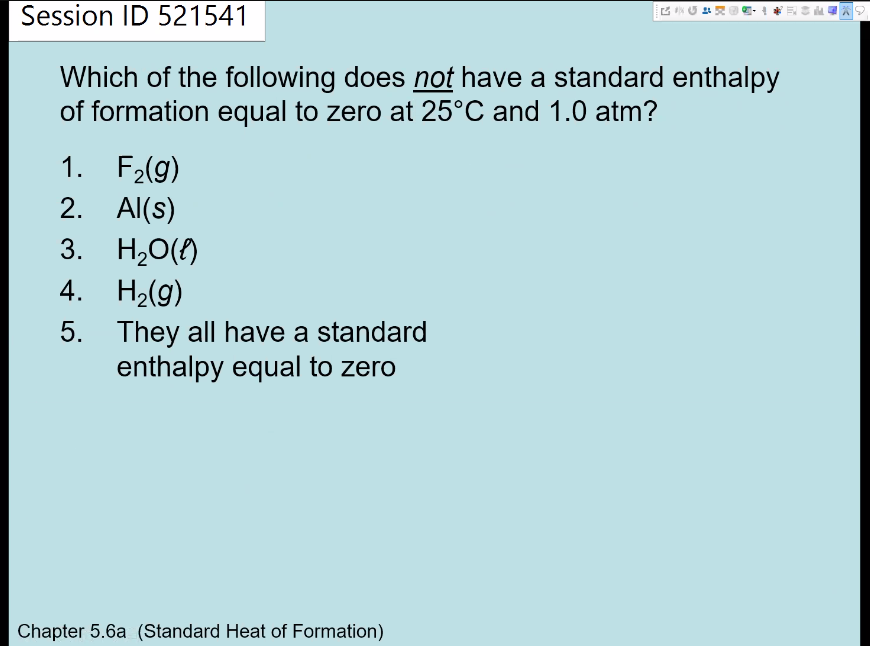 Session ID 521541
Which of the following does not have a standard enthalpy
of formation equal to zero at 25°C and 1.0 atm?
1. F₂(g)
2. Al(s)
3. H₂O(ℓ)
4. H₂(g)
5. They all have a standard
enthalpy equal to zero
Chapter 5.6a (Standard Heat of Formation)